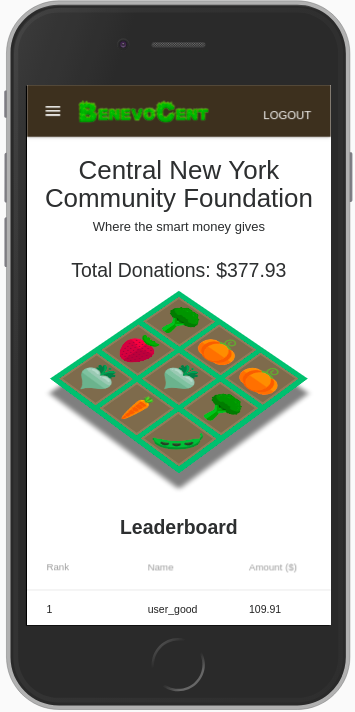 BENEVOCENT
LOGOUT
Central New York
Community Foundation
Where the smart money gives
Total Donations: $377.93
Leaderboard
Rank Name Amount ($)
1 user_good 109.91